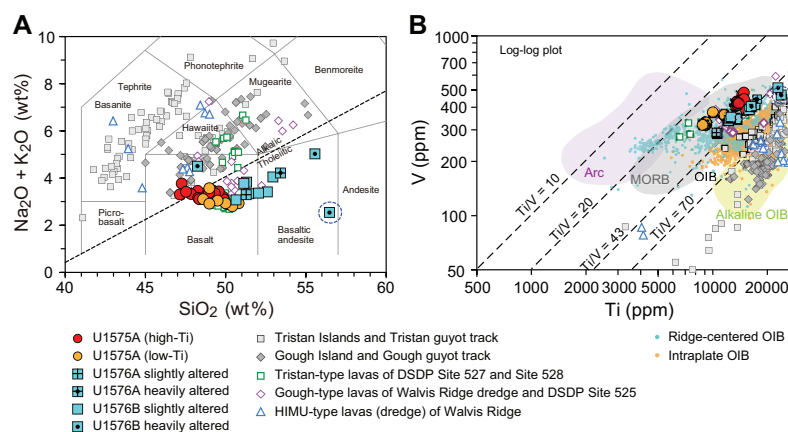 A
Na₂O + K₂O (wt%)
10
8
6
4
2
0
Phonotephrite
Mugearite
Benmoreite
Tephrite
Basanite
Hawaiite
Alkalic
Tholeiitic
Picro-
basalt
Basalt
Basaltic
andesite
Andesite
40 45 50 55 60
SiO₂ (wt%)
B
V (ppm)
1000
500
400
300
200
100
50
Log-log plot
Arc
MORB
OIB
Alkaline OIB
Ti/V = 10
Ti/V = 20
Ti/V = 43
Ti/V = 70
500 1000 2000 3000 10000 20000
Ti (ppm)
U1575A (high-Ti)
U1575A (low-Ti)
U1576A slightly altered
U1576A heavily altered
U1576B slightly altered
U1576B heavily altered
Tristan Islands and Tristan guyot track
Gough Island and Gough guyot track
Tristan-type lavas of DSDP Site 527 and Site 528
Gough-type lavas of Walvis Ridge dredge and DSDP Site 525
HIMU-type lavas (dredge) of Walvis Ridge
Ridge-centered OIB
Intraplate OIB